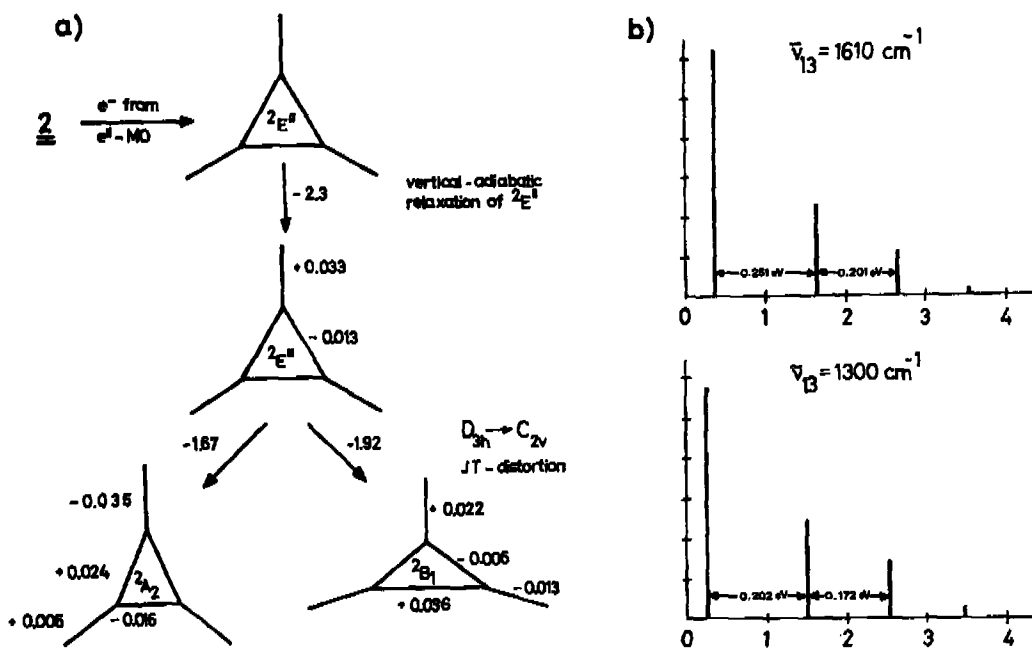 a)
2
e⁻ from
e" - MO
²E"
- 2.3
vertical - adiabatic
relaxation of ²E"
+ 0.033
- 0.013
²E"
-1.67
-1.92
D₃ₕ → C₂ᵥ
JT - distortion
- 0.035
+ 0.024
²A₂
+ 0.005
- 0.016
+ 0.022
- 0.005
²B₁
- 0.013
+ 0.036
b)
ν̃₁₃ = 1610 cm⁻¹
0.251 eV
0.201 eV
0 1 2 3 4
ν̃₁₃ = 1300 cm⁻¹
0.202 eV
0.172 eV
0 1 2 3 4